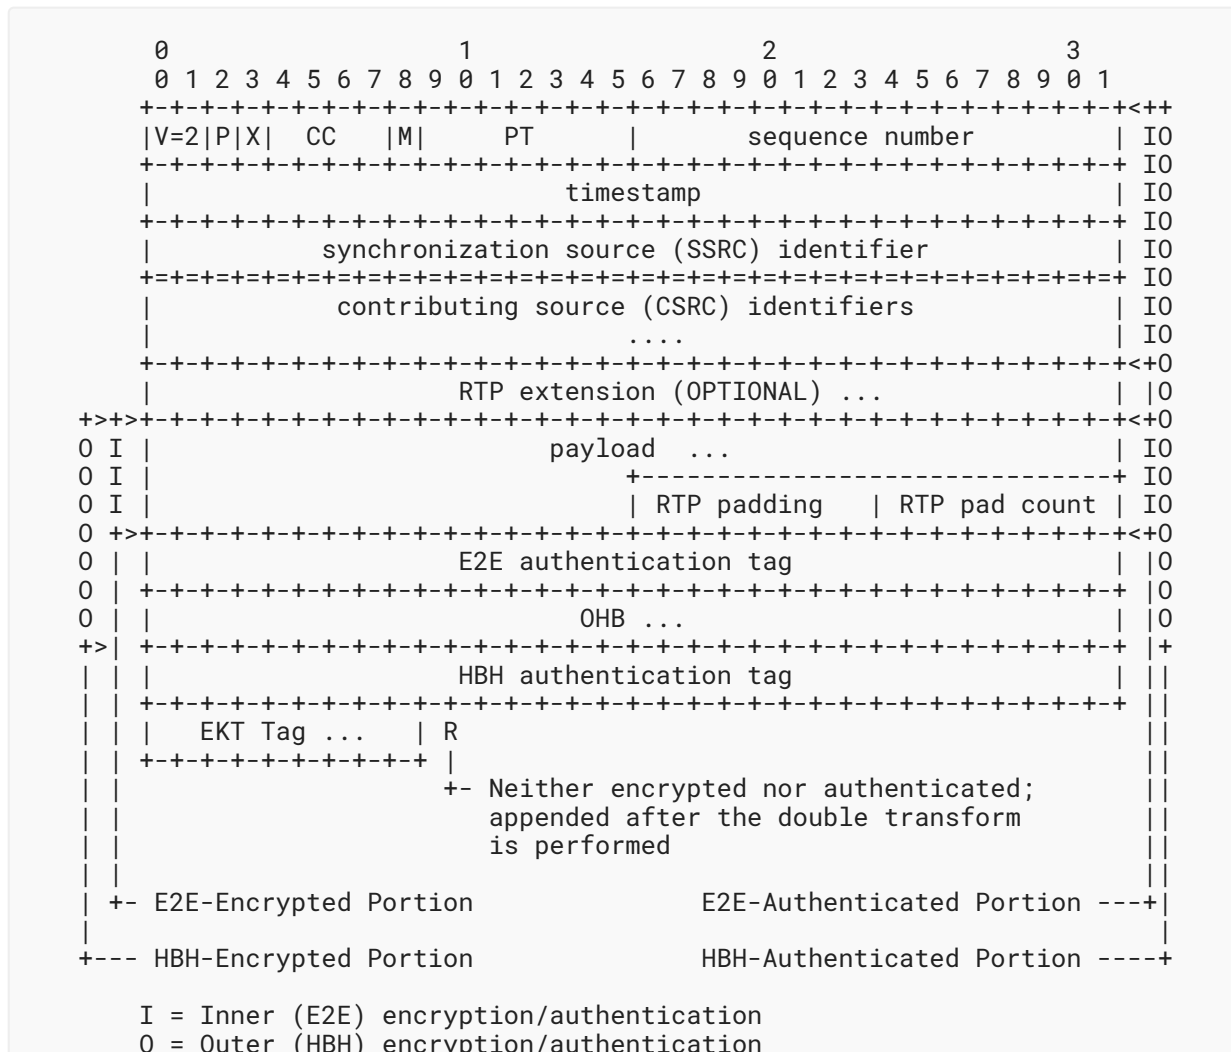 0                   1                   2                   3
0 1 2 3 4 5 6 7 8 9 0 1 2 3 4 5 6 7 8 9 0 1 2 3 4 5 6 7 8 9 0 1
    +-+-+-+-+-+-+-+-+-+-+-+-+-+-+-+-+-+-+-+-+-+-+-+-+-+-+-+-+-+-+-+-+<++
    |V=2|P|X|  CC   |M|     PT      |       sequence number         | IO
    +-+-+-+-+-+-+-+-+-+-+-+-+-+-+-+-+-+-+-+-+-+-+-+-+-+-+-+-+-+-+-+-+ IO
    |                           timestamp                           | IO
    +-+-+-+-+-+-+-+-+-+-+-+-+-+-+-+-+-+-+-+-+-+-+-+-+-+-+-+-+-+-+-+-+ IO
    |           synchronization source (SSRC) identifier            | IO
    +=+=+=+=+=+=+=+=+=+=+=+=+=+=+=+=+=+=+=+=+=+=+=+=+=+=+=+=+=+=+=+=+ IO
    |            contributing source (CSRC) identifiers             | IO
    |                               ....                            | IO
    +-+-+-+-+-+-+-+-+-+-+-+-+-+-+-+-+-+-+-+-+-+-+-+-+-+-+-+-+-+-+-+-+<+O
    |                    RTP extension (OPTIONAL) ...               | |O
+>+>+-+-+-+-+-+-+-+-+-+-+-+-+-+-+-+-+-+-+-+-+-+-+-+-+-+-+-+-+-+-+-+-+<+O
O I |                          payload  ...                         | IO
O I |                               +-------------------------------+ IO
O I |                               | RTP padding   | RTP pad count | IO
O +>+-+-+-+-+-+-+-+-+-+-+-+-+-+-+-+-+-+-+-+-+-+-+-+-+-+-+-+-+-+-+-+-+<+O
O | |                    E2E authentication tag                     | |O
O | +-+-+-+-+-+-+-+-+-+-+-+-+-+-+-+-+-+-+-+-+-+-+-+-+-+-+-+-+-+-+-+-+ |O
O | |                            OHB ...                            | |O
+>| +-+-+-+-+-+-+-+-+-+-+-+-+-+-+-+-+-+-+-+-+-+-+-+-+-+-+-+-+-+-+-+-+ |+
| | |                    HBH authentication tag                     | ||
| | +-+-+-+-+-+-+-+-+-+-+-+-+-+-+-+-+-+-+-+-+-+-+-+-+-+-+-+-+-+-+-+-+ ||
| | |   EKT Tag ...   | R                                             ||
| | +-+-+-+-+-+-+-+-+-+ |                                             ||
| |                     +- Neither encrypted nor authenticated;       ||
| |                        appended after the double transform        ||
| |                        is performed                               ||
| |                                                                   ||
| +- E2E-Encrypted Portion               E2E-Authenticated Portion ---+|
|                                                                      |
+--- HBH-Encrypted Portion               HBH-Authenticated Portion ----+
I = Inner (E2E) encryption/authentication
O = Outer (HBH) encryption/authentication